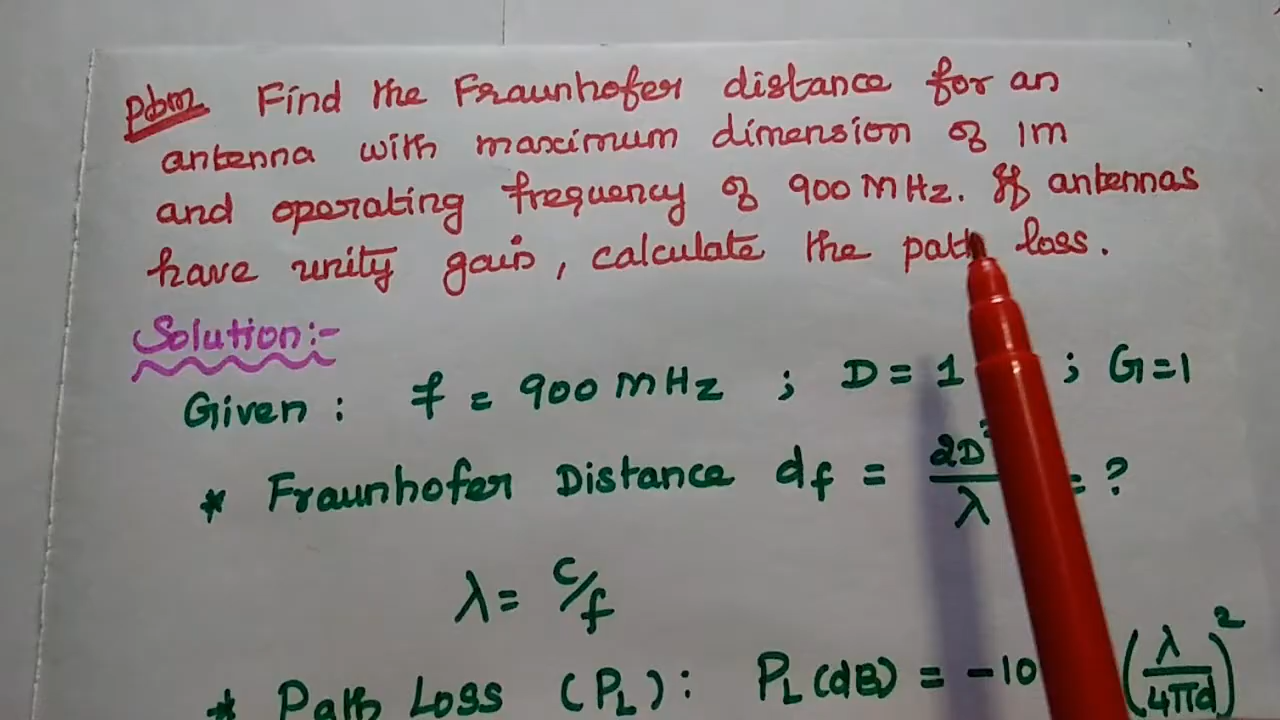 Pbm Find the Fraunhofer distance for an
antenna with maximum dimension of 1m
and operating frequency of 900 MHz. If antennas
have unity gain, calculate the path loss.
Solution:-
Given: f = 900 MHz ; D = 1 ; G=1
* Fraunhofer Distance df = 2D²/λ = ?
λ = c/f
* Path Loss (PL): PL(dB) = -10 (λ/4πd)²